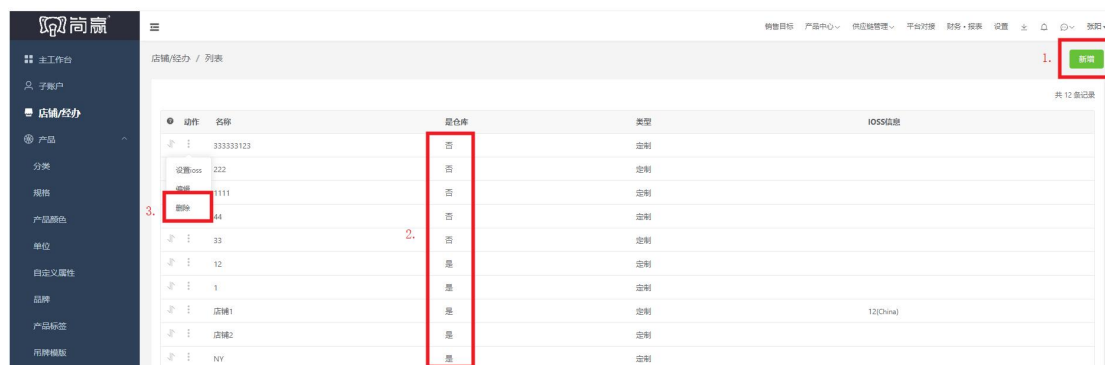 简赢
销售目标 产品中心 供应链管理 平台对接 财务·报表 设置 张阳
主工作台
店铺/经办 / 列表
1.
新增
子账户
共 12 条记录
店铺/经办
动作 名称 是仓库 类型 IOSS信息
产品
333333123 否 定制
分类
设置ioss 222 否 定制
规格
编辑 1111 否 定制
3. 删除 44 否 定制
产品颜色
2.
33 否 定制
单位
12 是 定制
自定义属性
1 是 定制
品牌
店铺1 是 定制 12(China)
产品标签
店铺2 是 定制
吊牌模版
NY 是 定制